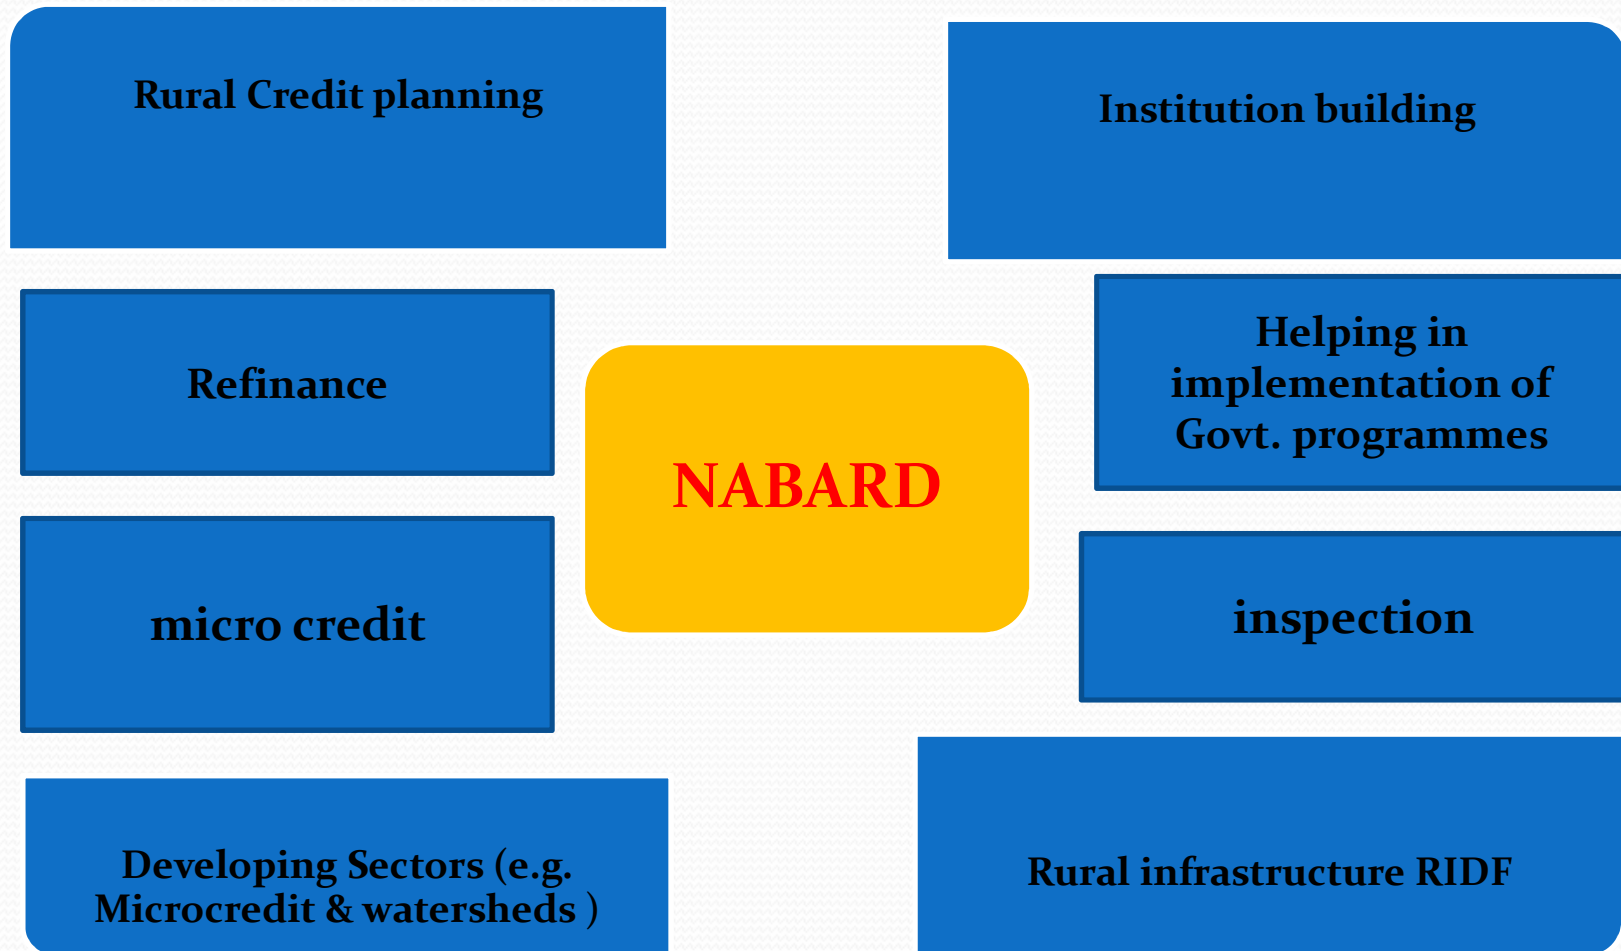 Rural Credit planning
Institution building
Refinance
Helping in
implementation of
Govt. programmes
NABARD
micro credit
inspection
Developing Sectors (e.g.
Microcredit & watersheds )
Rural infrastructure RIDF